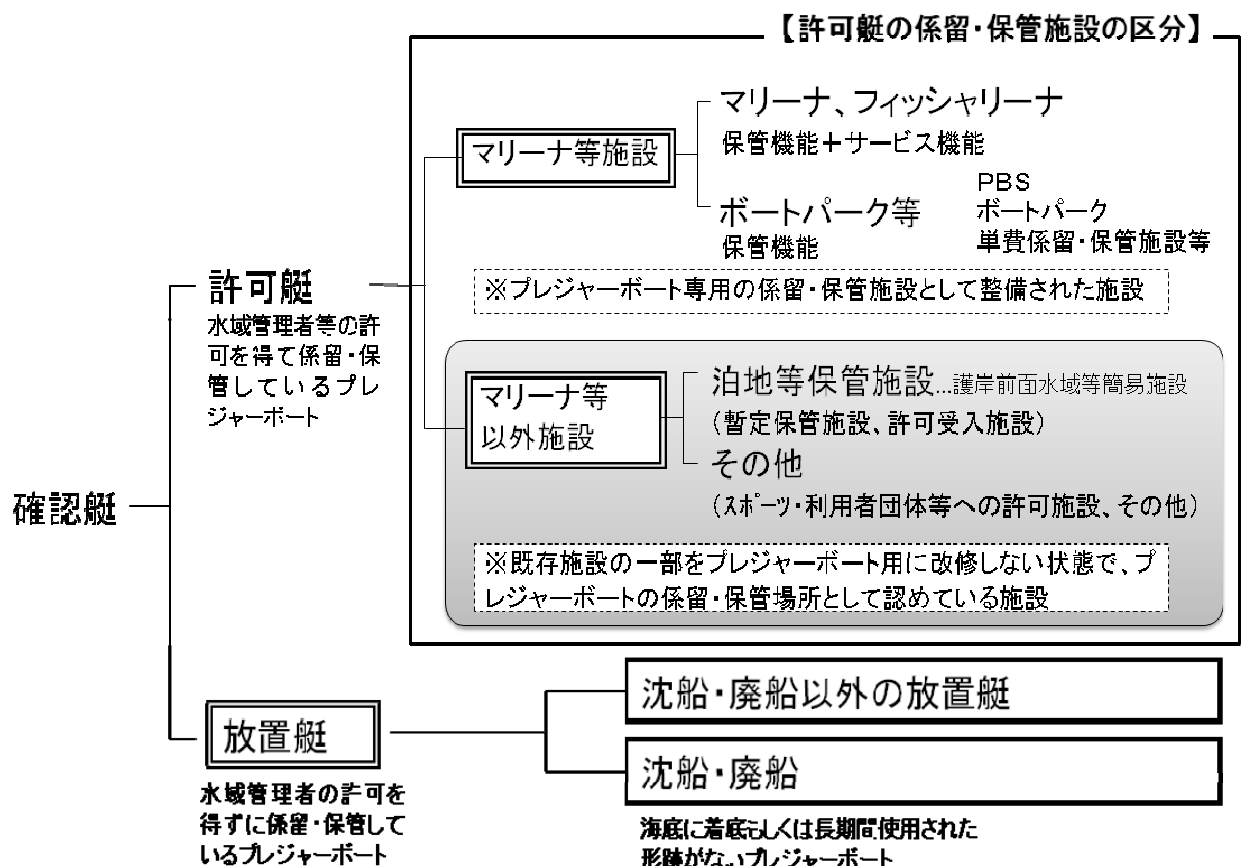 【許可艇の係留・保管施設の区分】
マリーナ等施設
マリーナ、フィッシャリーナ
保管機能+サービス機能
ボートパーク等
保管機能
PBS
ボートパーク
単費係留・保管施設等
※プレジャーボート専用の係留・保管施設として整備された施設
許可艇
水域管理者等の許
可を得て係留・保
管しているプレ
ジャーボート
マリーナ等
以外施設
泊地等保管施設...護岸前面水域等簡易施設
(暫定保管施設、許可受入施設)
その他
(スポーツ・利用者団体等への許可施設、その他)
※既存施設の一部をプレジャーボート用に改修しない状態で、プ
レジャーボートの係留・保管場所として認めている施設
確認艇
放置艇
水域管理者の許可を
得ずに係留・保管して
いるプレジャーボート
沈船・廃船以外の放置艇
沈船・廃船
海底に着底もしくは長期間使用された
形跡がないプレジャーボート